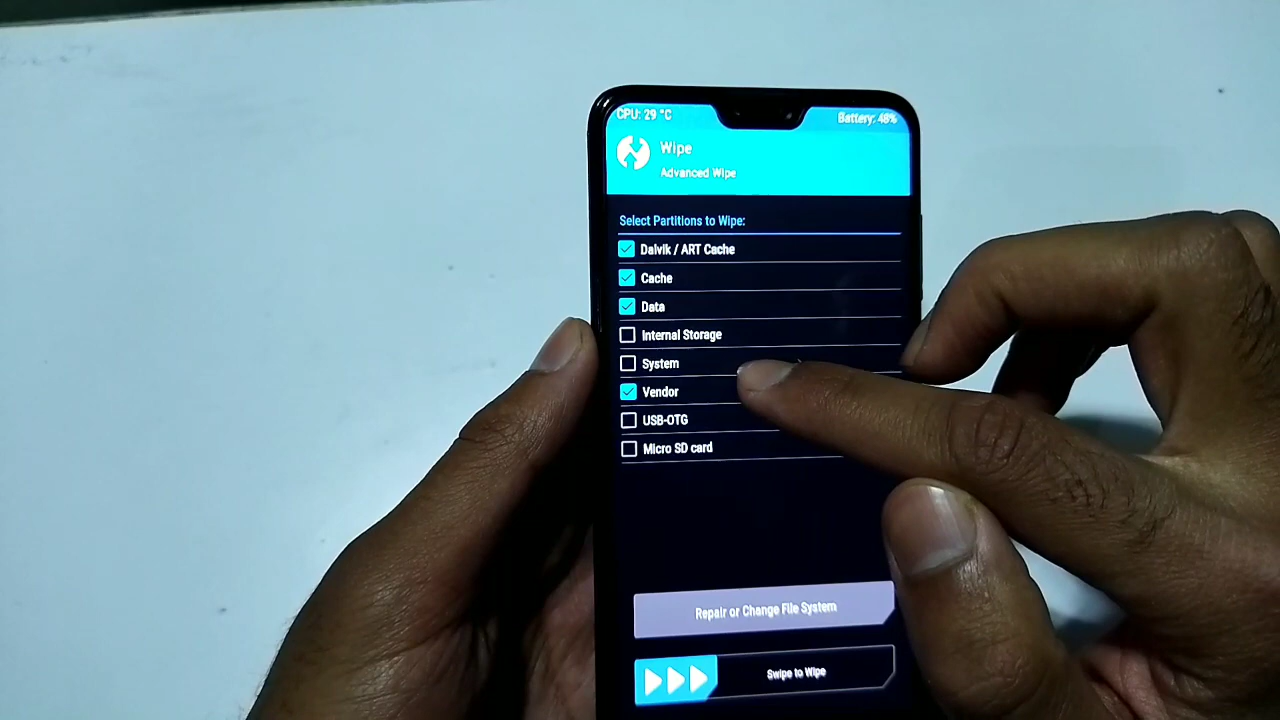 CPU: 29 °C
Battery: 48%
Wipe
Advanced Wipe
Select Partitions to Wipe:
Dalvik / ART Cache
Cache
Data
Internal Storage
System
Vendor
USB-OTG
Micro SD card
Repair or Change File System
Swipe to Wipe